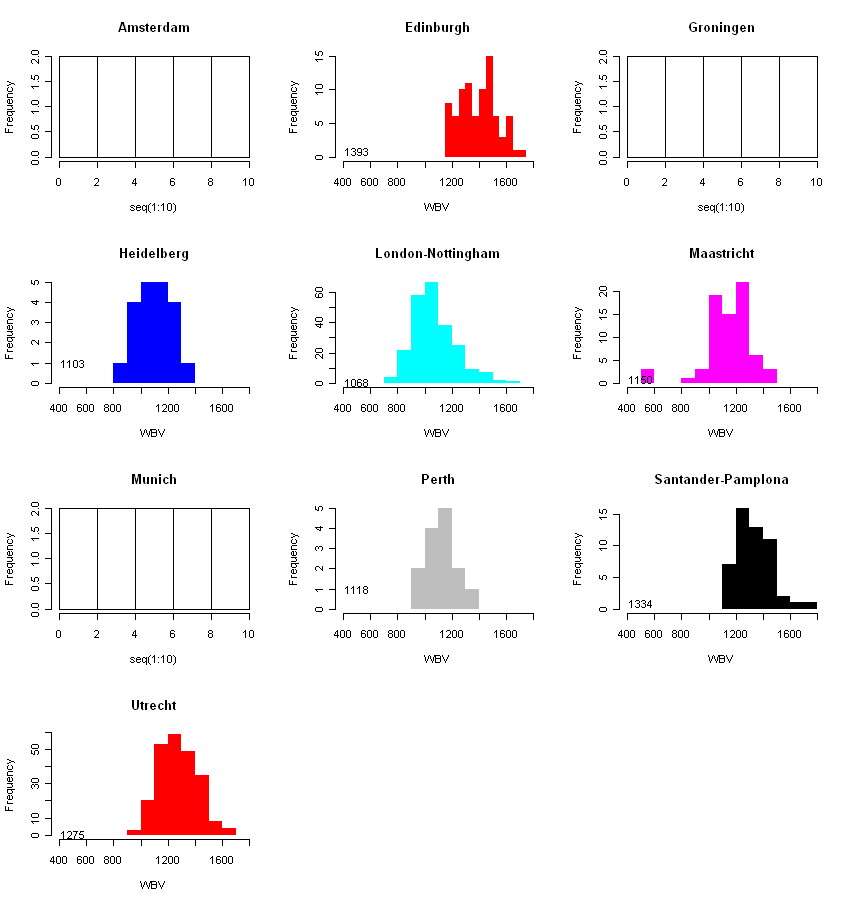 Amsterdam
Frequency
0.0 0.5 1.0 1.5 2.0
0 2 4 6 8 10
seq(1:10)
Edinburgh
Frequency
0 5 10 15
1393
400 600 800 1200 1600
WBV
Groningen
Frequency
0.0 0.5 1.0 1.5 2.0
0 2 4 6 8 10
seq(1:10)
Heidelberg
Frequency
0 1 2 3 4 5
1103
400 600 800 1200 1600
WBV
London-Nottingham
Frequency
0 20 40 60
1068
400 600 800 1200 1600
WBV
Maastricht
Frequency
0 5 10 15 20
1150
400 600 800 1200 1600
WBV
Munich
Frequency
0.0 0.5 1.0 1.5 2.0
0 2 4 6 8 10
seq(1:10)
Perth
Frequency
0 1 2 3 4 5
1118
400 600 800 1200 1600
WBV
Santander-Pamplona
Frequency
0 5 10 15
1334
400 600 800 1200 1600
WBV
Utrecht
Frequency
0 10 30 50
1275
400 600 800 1200 1600
WBV